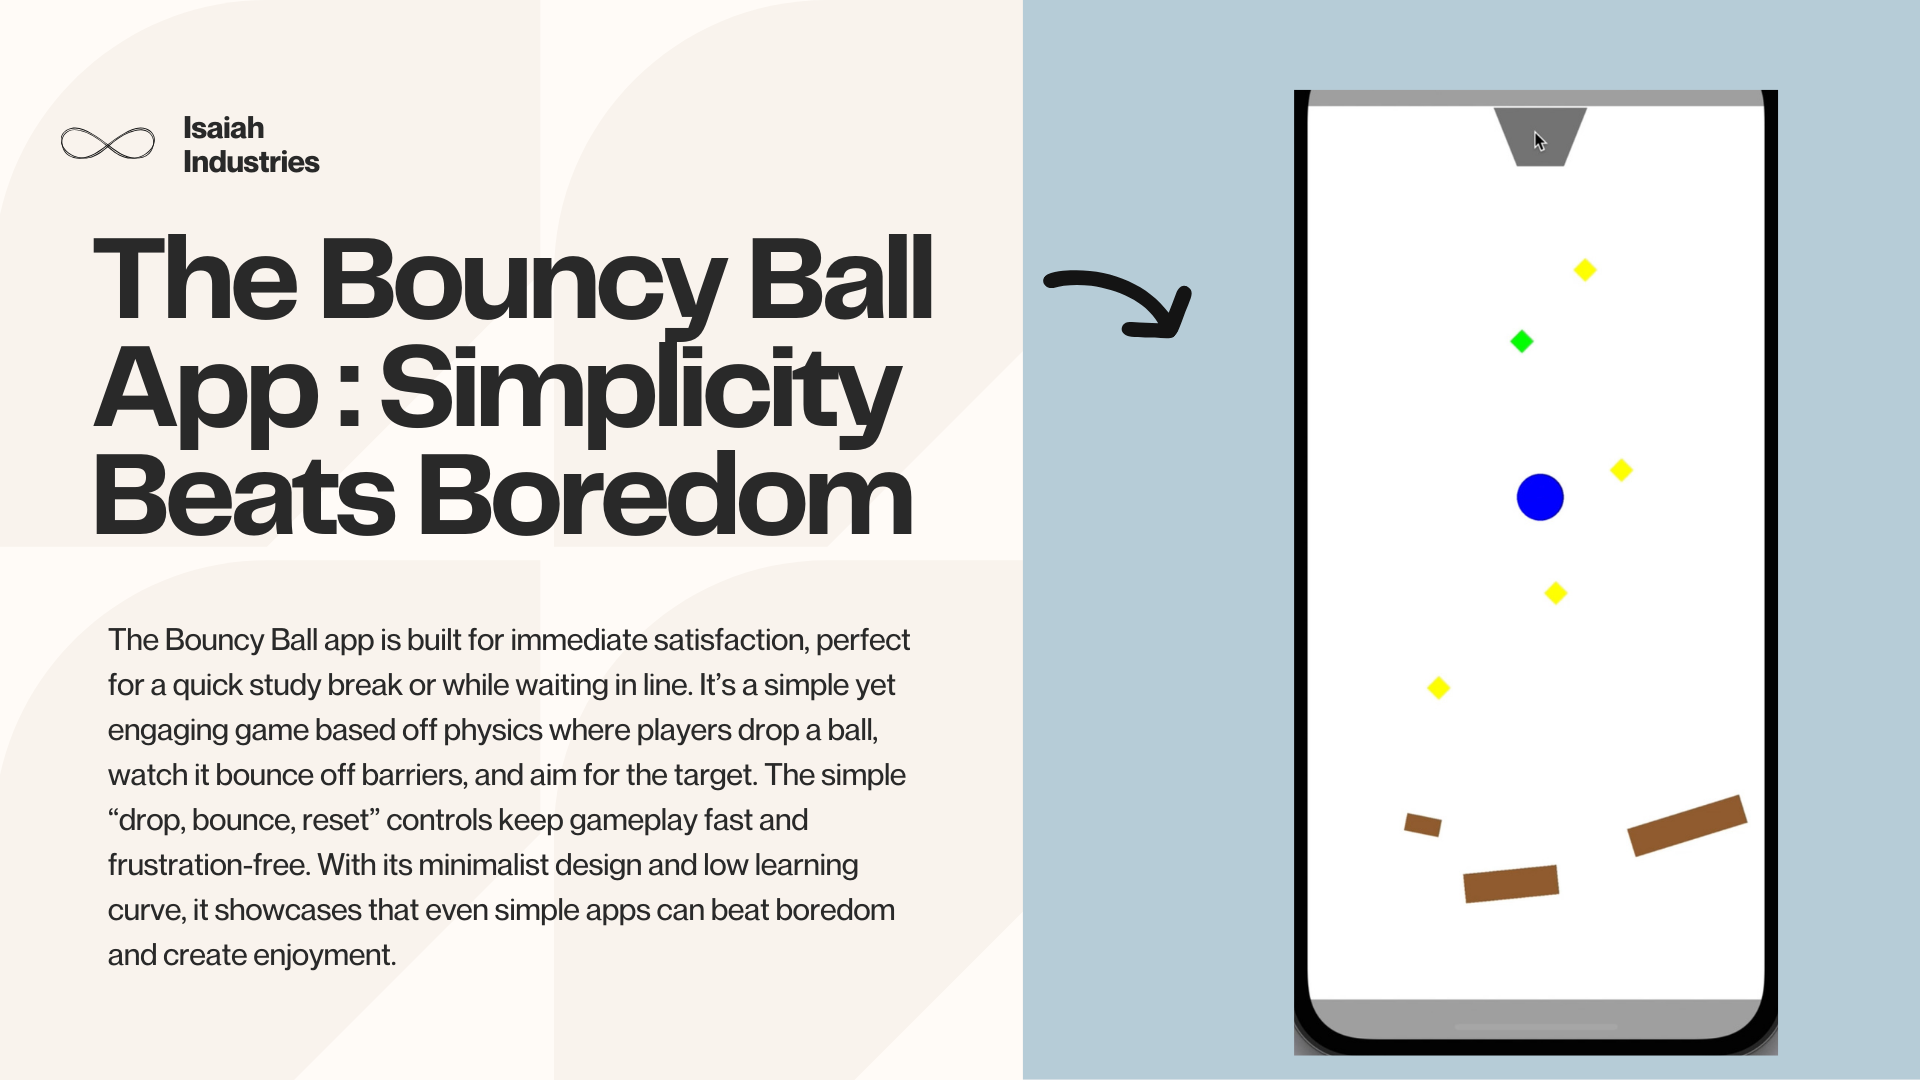 Isaiah
Industries
The Bouncy Ball
App : Simplicity
Beats Boredom
The Bouncy Ball app is built for immediate satisfaction, perfect
for a quick study break or while waiting in line. It’s a simple yet
engaging game based off physics where players drop a ball,
watch it bounce off barriers, and aim for the target. The simple
“drop, bounce, reset” controls keep gameplay fast and
frustration-free. With its minimalist design and low learning
curve, it showcases that even simple apps can beat boredom
and create enjoyment.